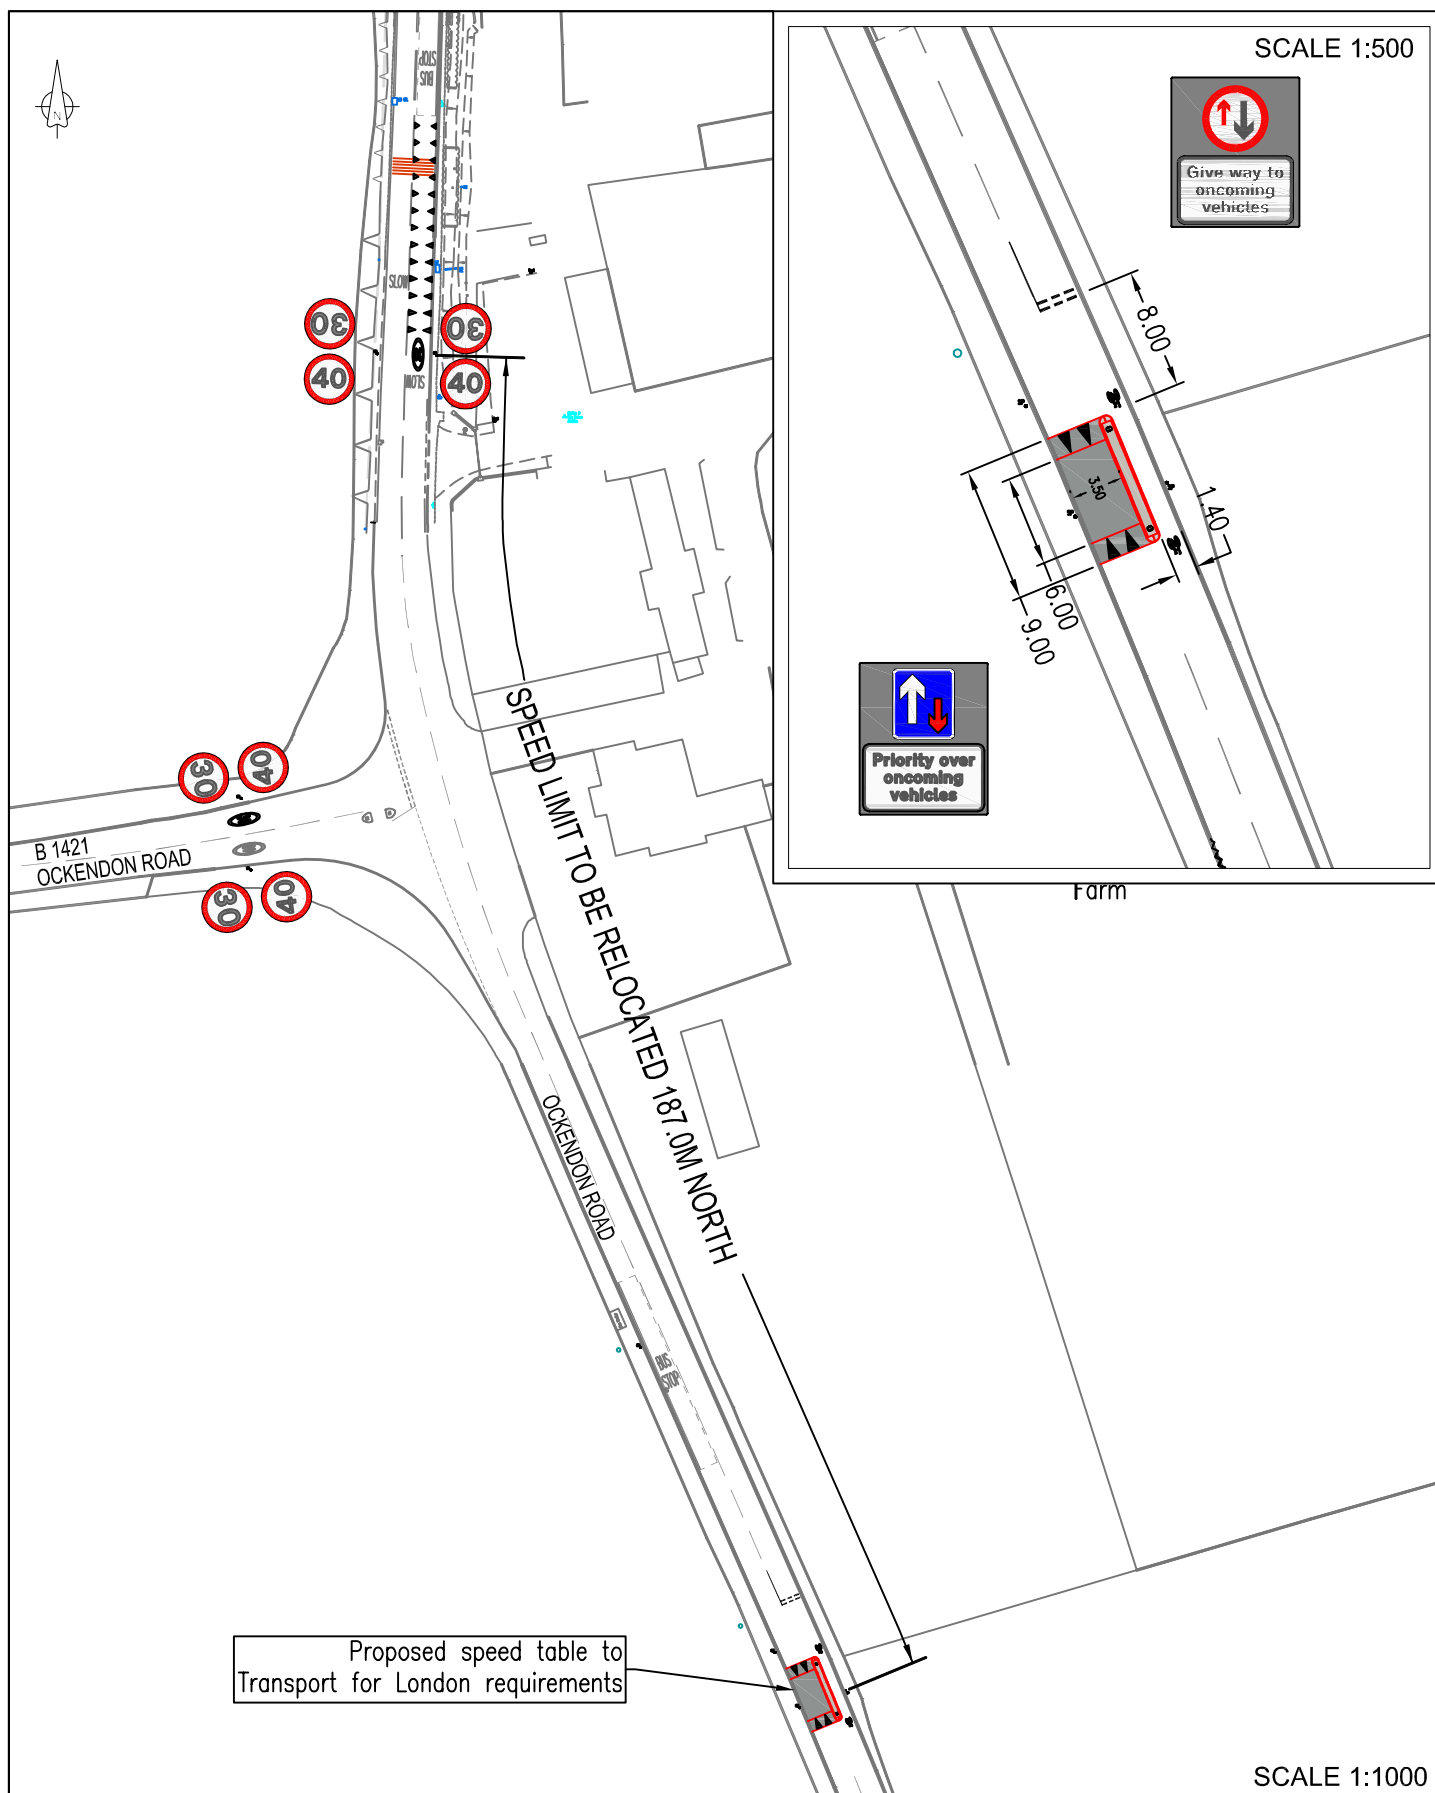 SCALE 1:500
Give way to
oncoming
vehicles
8.00
3.50
1.40
6.00
9.00
Priority over
oncoming
vehicles
Farm
BUS
STOP
SLOW
30
30
40
40
SLOW
30
40
B 1421
OCKENDON ROAD
30
40
SPEED LIMIT TO BE RELOCATED 187.0M NORTH
OCKENDON ROAD
BUS
STOP
Proposed speed table to
Transport for London requirements
SCALE 1:1000
N